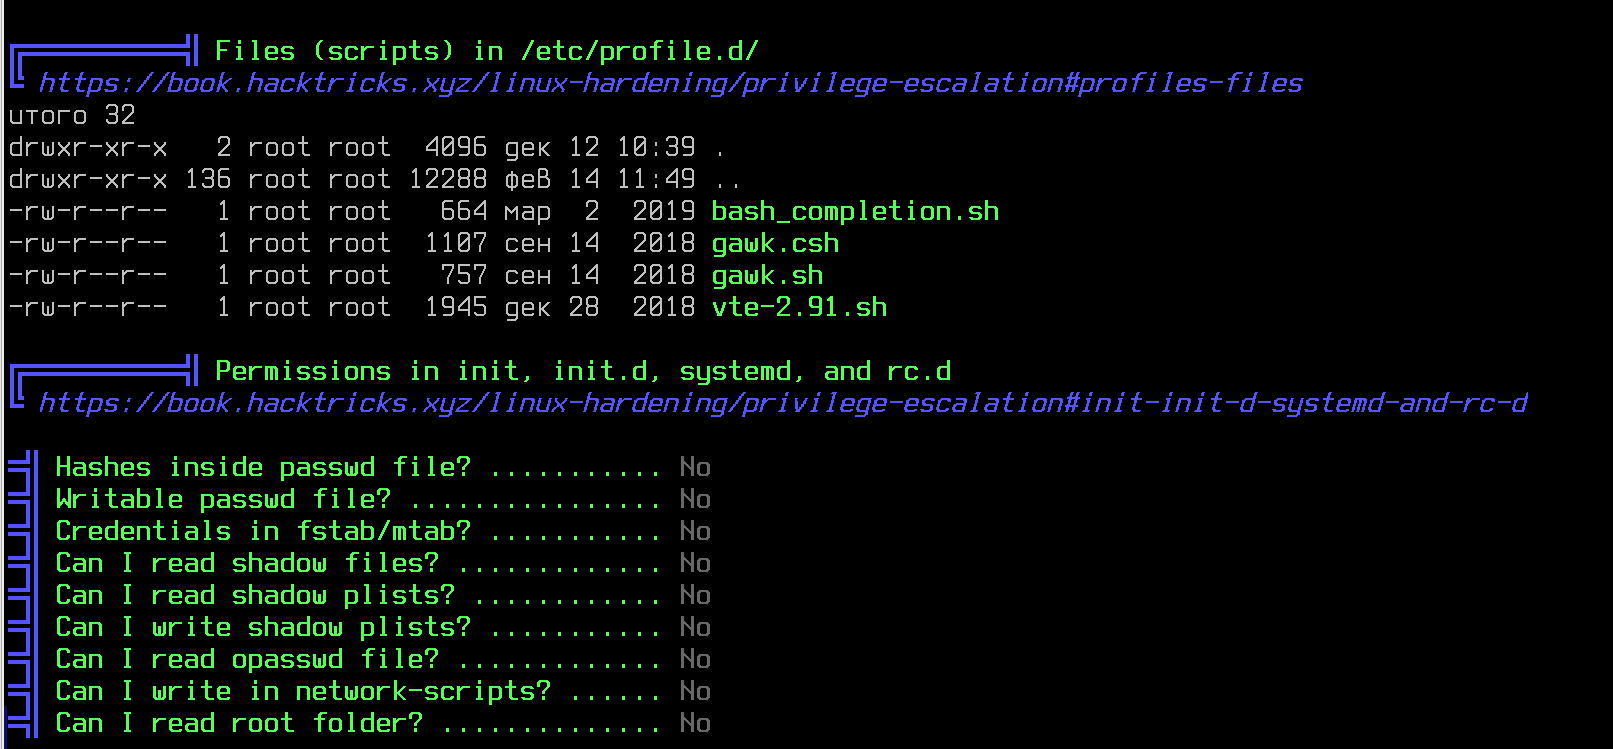 Files (scripts) in /etc/profile.d/
https://book.hacktricks.xyz/linux-hardening/privilege-escalation#profiles-files
итого 32
drwxr-xr-x   2 root root  4096 дек 12 10:39 .
drwxr-xr-x 136 root root 12288 фев 14 11:49 ..
-rw-r--r--   1 root root   664 мар  2  2019 bash_completion.sh
-rw-r--r--   1 root root  1107 сен 14  2018 gawk.csh
-rw-r--r--   1 root root   757 сен 14  2018 gawk.sh
-rw-r--r--   1 root root  1945 дек 28  2018 vte-2.91.sh
Permissions in init, init.d, systemd, and rc.d
https://book.hacktricks.xyz/linux-hardening/privilege-escalation#init-init-d-systemd-and-rc-d
Hashes inside passwd file? ........... No
Writable passwd file? ................ No
Credentials in fstab/mtab? ........... No
Can I read shadow files? ............. No
Can I read shadow plists? ............ No
Can I write shadow plists? ........... No
Can I read opasswd file? ............. No
Can I write in network-scripts? ...... No
Can I read root folder? .............. No